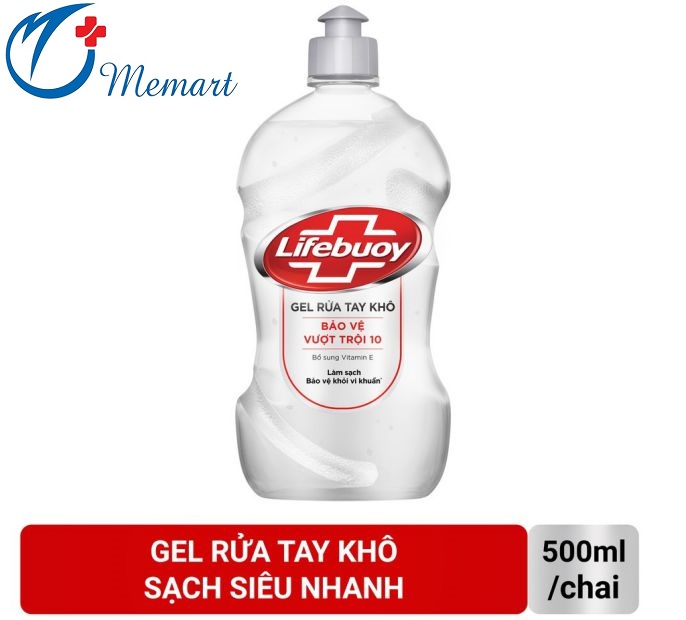 Memart
Lifebuoy
GEL RỬA TAY KHÔ
BẢO VỆ
VƯỢT TRỘI 10
Bổ sung Vitamin E
Làm sạch
Bảo vệ khỏi vi khuẩn*
GEL RỬA TAY KHÔ
SẠCH SIÊU NHANH
500ml
/chai